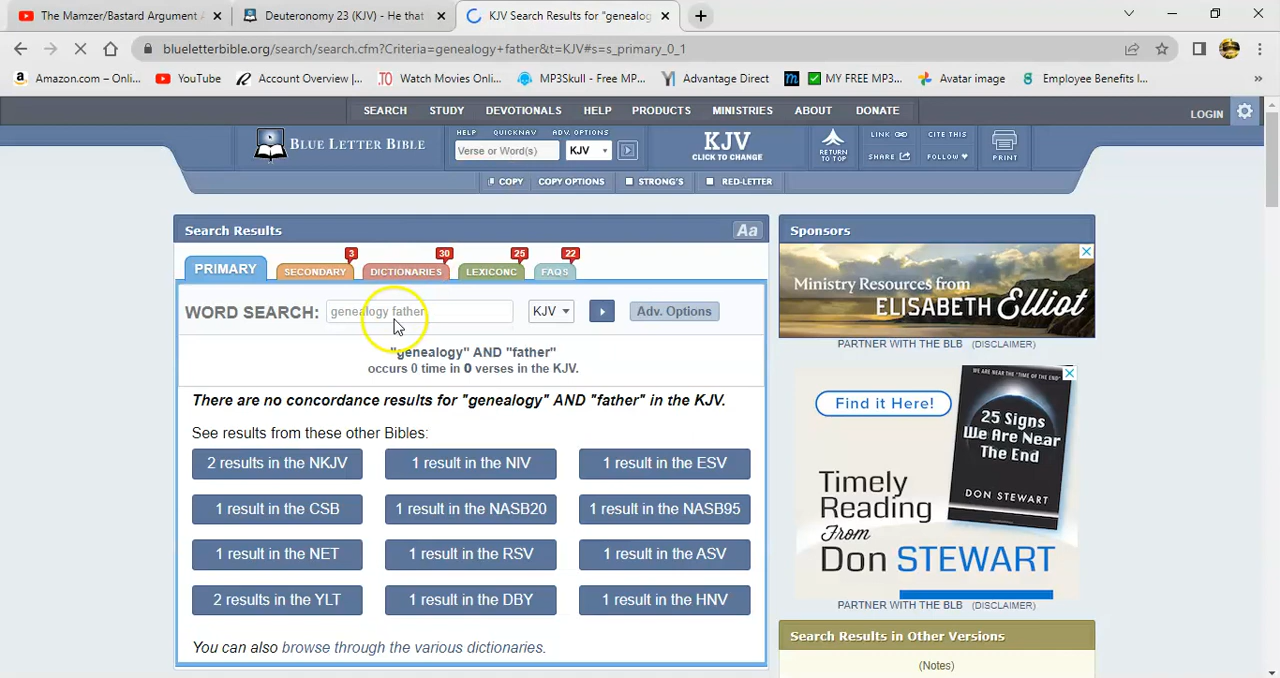 The Mamzer/Bastard Argument
Deuteronomy 23 (KJV) - He that
KJV Search Results for "genealog
blueletterbible.org/search/search.cfm?Criteria=genealogy+father&t=KJV#s=s_primary_0_1
Amazon.com – Onli...
YouTube
Account Overview |...
Watch Movies Onlin...
MP3Skull - Free MP...
Advantage Direct
MY FREE MP3...
Avatar image
Employee Benefits I...
»
SEARCH STUDY DEVOTIONALS HELP PRODUCTS MINISTRIES ABOUT DONATE
LOGIN
BLUE LETTER BIBLE
HELP QUICKNAV ADV. OPTIONS
Verse or Word(s) KJV
KJV
CLICK TO CHANGE
RETURN
TO TOP
LINK
SHARE
CITE THIS
FOLLOW
PRINT
COPY COPY OPTIONS STRONG'S RED-LETTER
Search Results
Aa
3 30 25 22
PRIMARY SECONDARY DICTIONARIES LEXICONC FAQS
WORD SEARCH: genealogy father KJV Adv. Options
"genealogy" AND "father"
occurs 0 time in 0 verses in the KJV.
There are no concordance results for "genealogy" AND "father" in the KJV.
See results from these other Bibles:
2 results in the NKJV 1 result in the NIV 1 result in the ESV
1 result in the CSB 1 result in the NASB20 1 result in the NASB95
1 result in the NET 1 result in the RSV 1 result in the ASV
2 results in the YLT 1 result in the DBY 1 result in the HNV
You can also browse through the various dictionaries.
Sponsors
Ministry Resources from
ELISABETH Elliot
PARTNER WITH THE BLB (DISCLAIMER)
Find it Here!
WE ARE NEAR THE "TIME OF THE END"
25 Signs
We Are Near
The End
DON STEWART
Timely
Reading
From
Don STEWART
PARTNER WITH THE BLB (DISCLAIMER)
Search Results in Other Versions
(Notes)